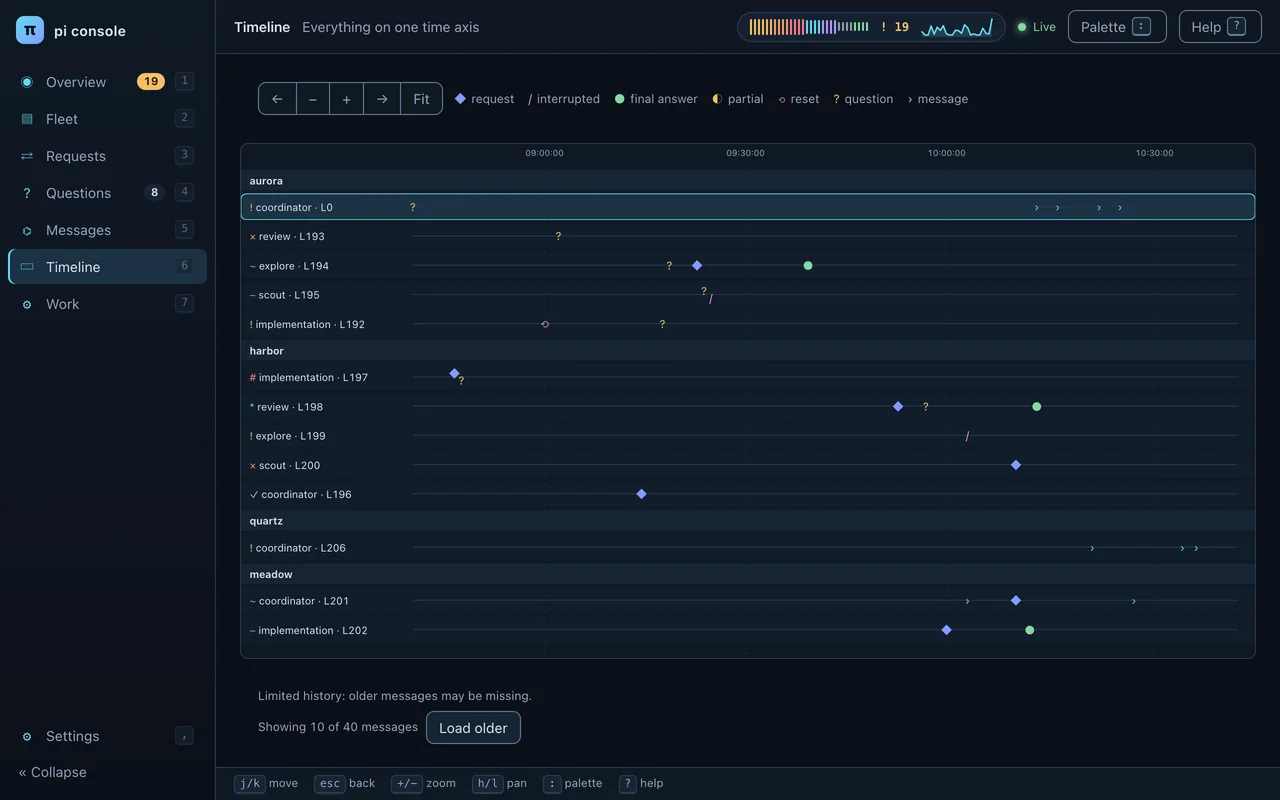 π pi console
Overview 19 1
Fleet 2
Requests 3
? Questions 8 4
Messages 5
Timeline 6
Work 7
Settings ,
« Collapse
Timeline Everything on one time axis
! 19
Live
Palette :
Help ?
← − + → Fit
request / interrupted final answer partial reset ? question › message
09:00:00 09:30:00 10:00:00 10:30:00
aurora
! coordinator · L0 ? › › › ›
× review · L193 ?
~ explore · L194 ?
– scout · L195 ? /
! implementation · L192 ?
harbor
# implementation · L197 ?
* review · L198 ?
! explore · L199 /
× scout · L200
✓ coordinator · L196
quartz
! coordinator · L206 › › ›
meadow
~ coordinator · L201 › ›
– implementation · L202
Limited history: older messages may be missing.
Showing 10 of 40 messages Load older
j/k move esc back +/− zoom h/l pan : palette ? help